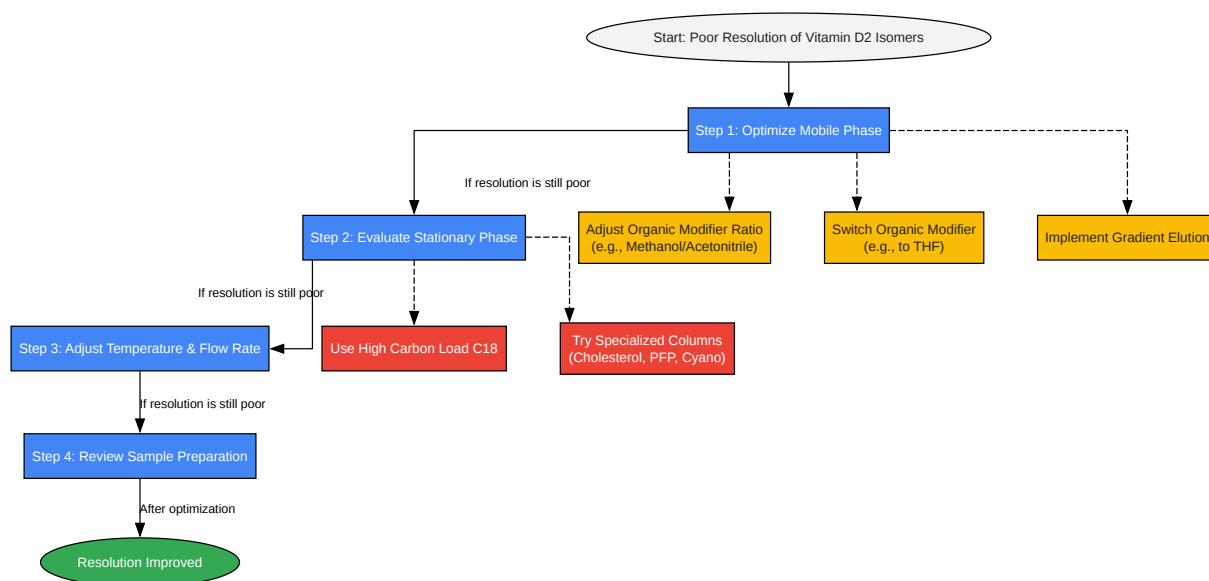 Start: Poor Resolution of Vitamin D2 Isomers
Step 1: Optimize Mobile Phase
If resolution is still poor
Step 2: Evaluate Stationary Phase
Adjust Organic Modifier Ratio
(e.g., Methanol/Acetonitrile)
Switch Organic Modifier
(e.g., to THF)
Implement Gradient Elution
If resolution is still poor
Step 3: Adjust Temperature & Flow Rate
Use High Carbon Load C18
Try Specialized Columns
(Cholesterol, PFP, Cyano)
If resolution is still poor
Step 4: Review Sample Preparation
After optimization
Resolution Improved